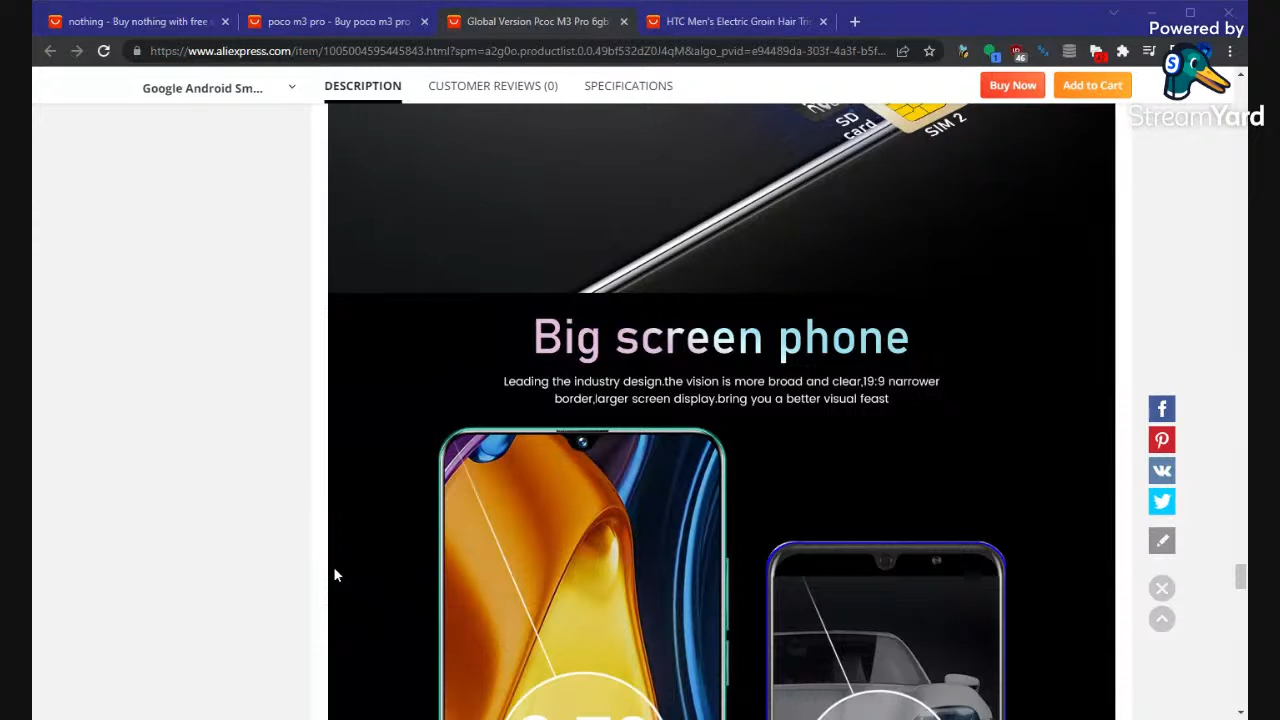 nothing - Buy nothing with free s
poco m3 pro - Buy poco m3 pro
Global Version Pcoc M3 Pro 6gb
HTC Men's Electric Groin Hair Tri
Powered by
https://www.aliexpress.com/item/1005004595445843.html?spm=a2g0o.productlist.0.0.49bf532dZ0J4qM&algo_pvid=e94489da-303f-4a3f-b5f...
1
46
S
StreamYard
Google Android Sm...
DESCRIPTION
CUSTOMER REVIEWS (0)
SPECIFICATIONS
Buy Now
Add to Cart
SD
card
SIM 2
Big screen phone
Leading the industry design.the vision is more broad and clear,19:9 narrower
border,larger screen display.bring you a better visual feast